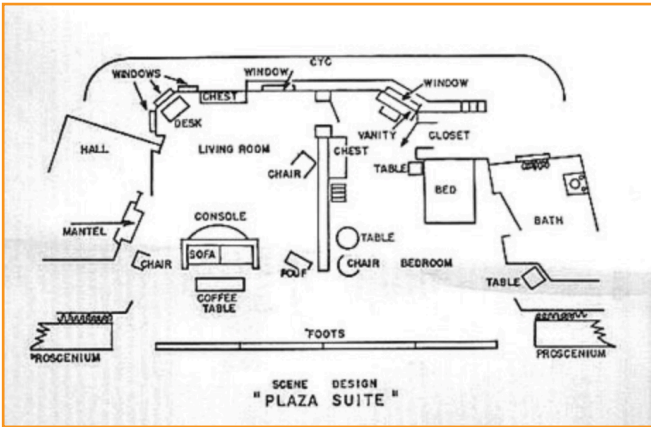 CYC
WINDOWS
WINDOW
WINDOW
CHEST
DESK
VANITY
CLOSET
HALL
LIVING ROOM
CHEST
CHAIR
TABLE
BED
BATH
MANTEL
CONSOLE
TABLE
SOFA
CHAIR
POUF
CHAIR
BEDROOM
TABLE
COFFEE
TABLE
FOOTS
PROSCENIUM
PROSCENIUM
SCENE DESIGN
"PLAZA SUITE"